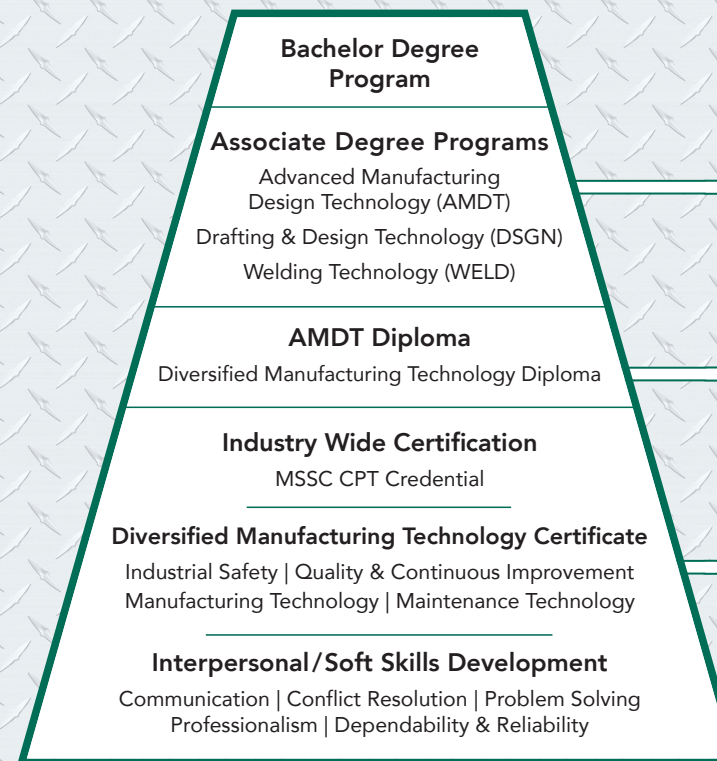 Bachelor Degree
Program
Associate Degree Programs
Advanced Manufacturing
Design Technology (AMDT)
Drafting & Design Technology (DSGN)
Welding Technology (WELD)
AMDT Diploma
Diversified Manufacturing Technology Diploma
Industry Wide Certification
MSSC CPT Credential
Diversified Manufacturing Technology Certificate
Industrial Safety | Quality & Continuous Improvement
Manufacturing Technology | Maintenance Technology
Interpersonal/Soft Skills Development
Communication | Conflict Resolution | Problem Solving
Professionalism | Dependability & Reliability